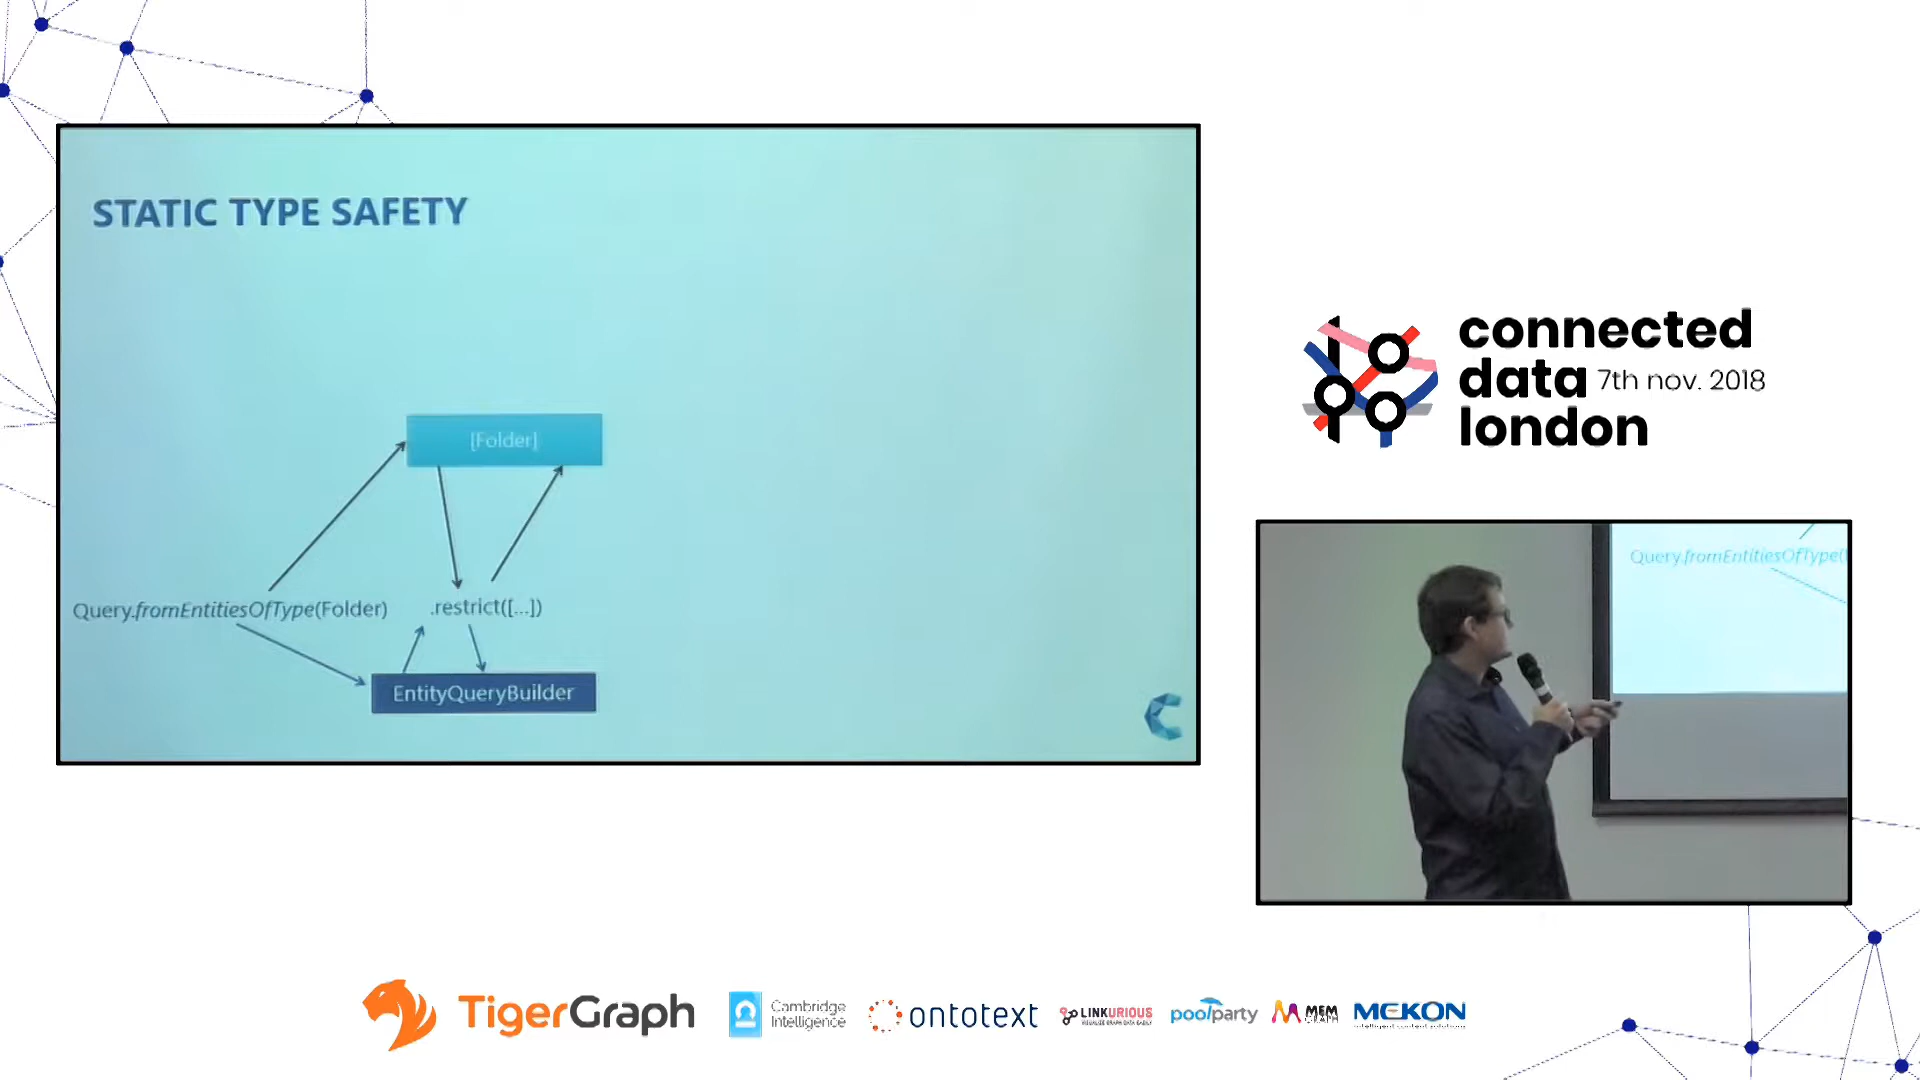 STATIC TYPE SAFETY
[Folder]
Query.fromEntitiesOfType(Folder)
.restrict([...])
EntityQueryBuilder
connected
data 7th nov. 2018
london
Query.fromEntitiesOfType(
TigerGraph
Cambridge
Intelligence
ontotext
LINKURIOUS
poolparty
MEM
MEKON